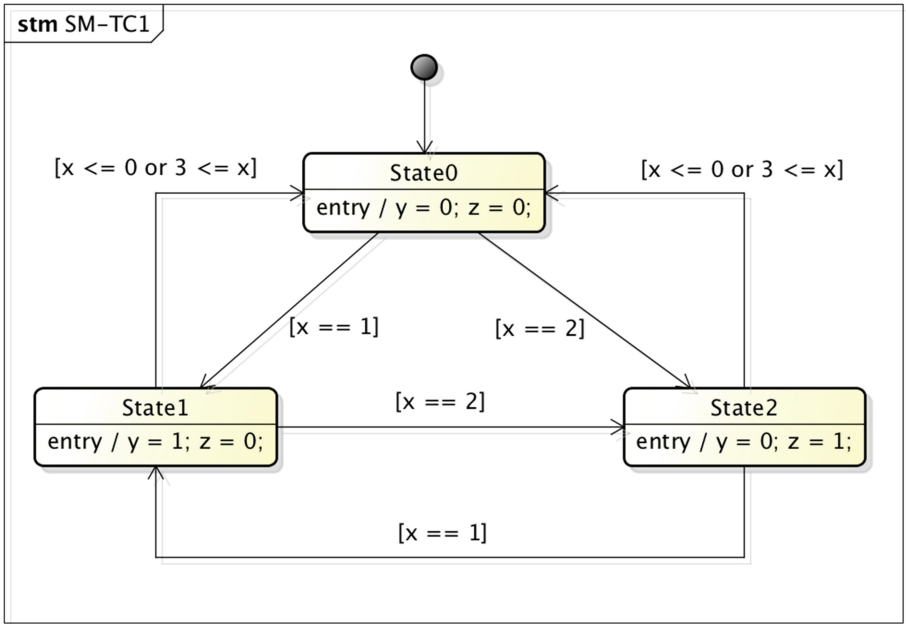 stm SM-TC1
[x <= 0 or 3 <= x]
[x <= 0 or 3 <= x]
State0
entry / y = 0; z = 0;
[x == 1]
[x == 2]
State1
entry / y = 1; z = 0;
[x == 2]
State2
entry / y = 0; z = 1;
[x == 1]